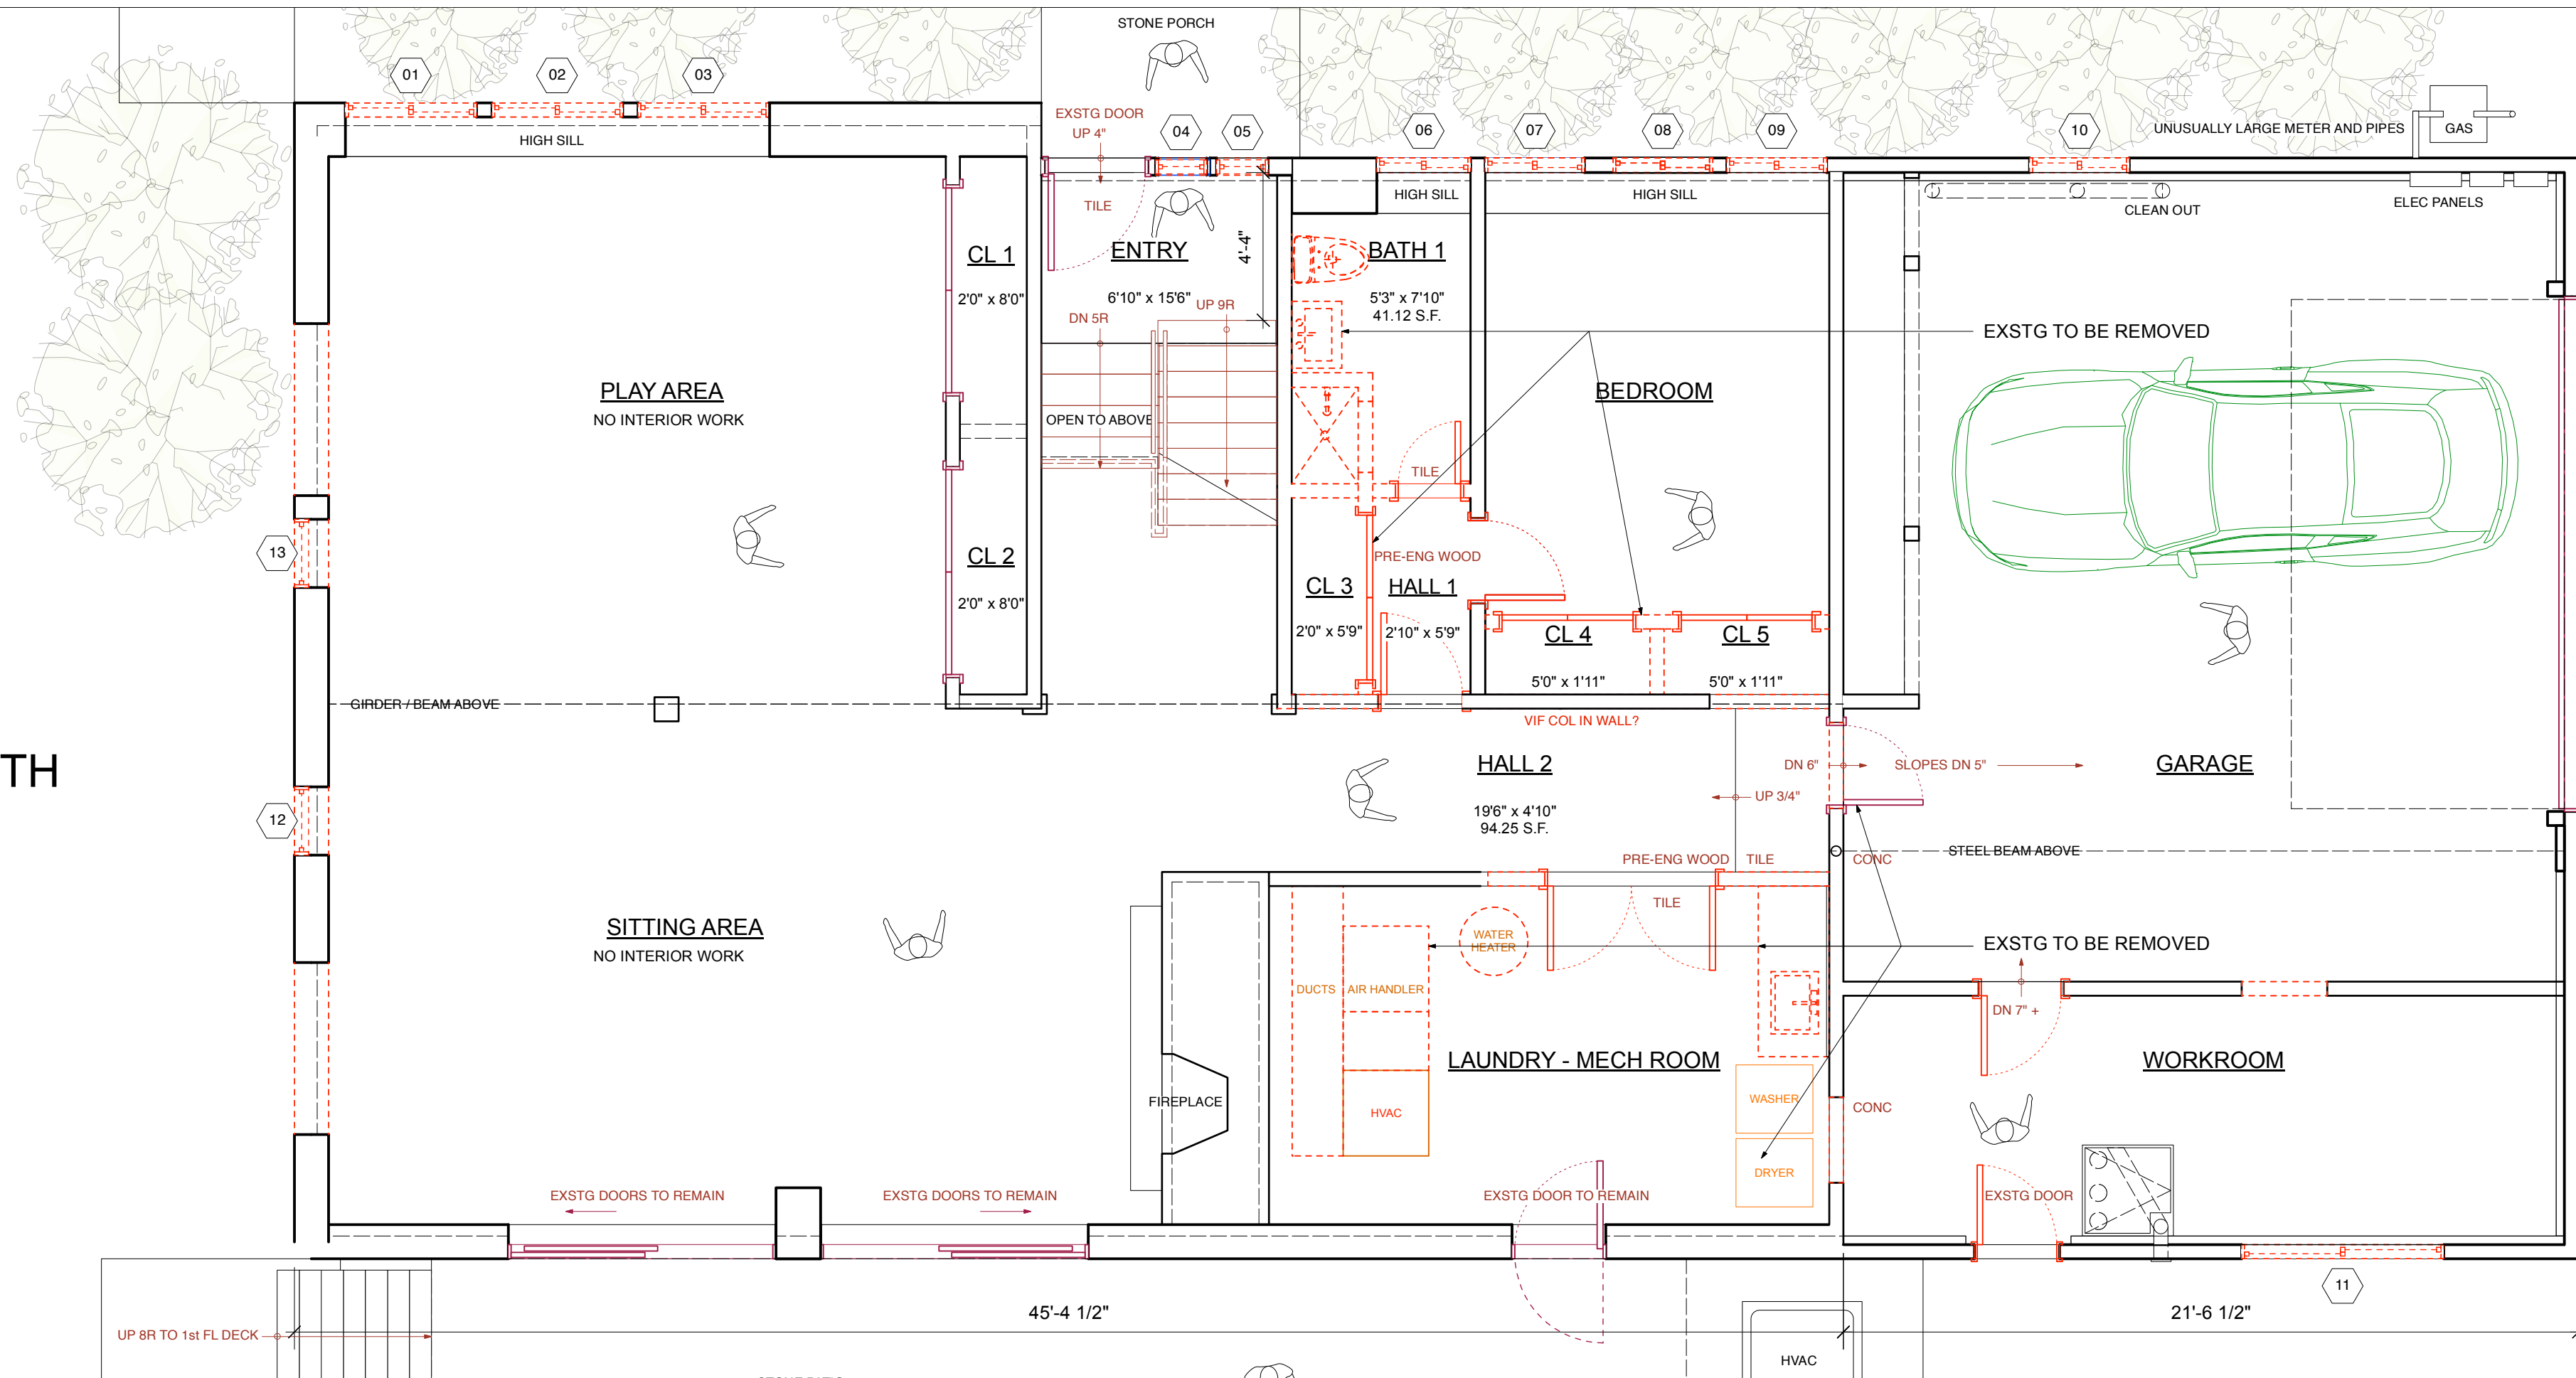 STONE PORCH
01
02
03
EXSTG DOOR
UP 4"
04
05
06
07
08
09
10
UNUSUALLY LARGE METER AND PIPES
GAS
HIGH SILL
HIGH SILL
HIGH SILL
TILE
CLEAN OUT
ELEC PANELS
CL 1
2'0" x 8'0"
ENTRY
6'10" x 15'6"
4'-4"
UP 9R
DN 5R
BATH 1
5'3" x 7'10"
41.12 S.F.
EXSTG TO BE REMOVED
PLAY AREA
NO INTERIOR WORK
OPEN TO ABOVE
BEDROOM
TILE
13
CL 2
2'0" x 8'0"
PRE-ENG WOOD
CL 3
2'0" x 5'9"
HALL 1
2'10" x 5'9"
CL 4
5'0" x 1'11"
CL 5
5'0" x 1'11"
GIRDER / BEAM ABOVE
VIF COL IN WALL?
TH
HALL 2
19'6" x 4'10"
94.25 S.F.
DN 6"
SLOPES DN 5"
UP 3/4"
GARAGE
12
PRE-ENG WOOD
TILE
CONC
STEEL BEAM ABOVE
SITTING AREA
NO INTERIOR WORK
TILE
WATER
HEATER
EXSTG TO BE REMOVED
DUCTS
AIR HANDLER
DN 7" +
LAUNDRY - MECH ROOM
WORKROOM
FIREPLACE
HVAC
WASHER
CONC
DRYER
EXSTG DOORS TO REMAIN
EXSTG DOORS TO REMAIN
EXSTG DOOR TO REMAIN
EXSTG DOOR
11
45'-4 1/2"
21'-6 1/2"
UP 8R TO 1st FL DECK
HVAC